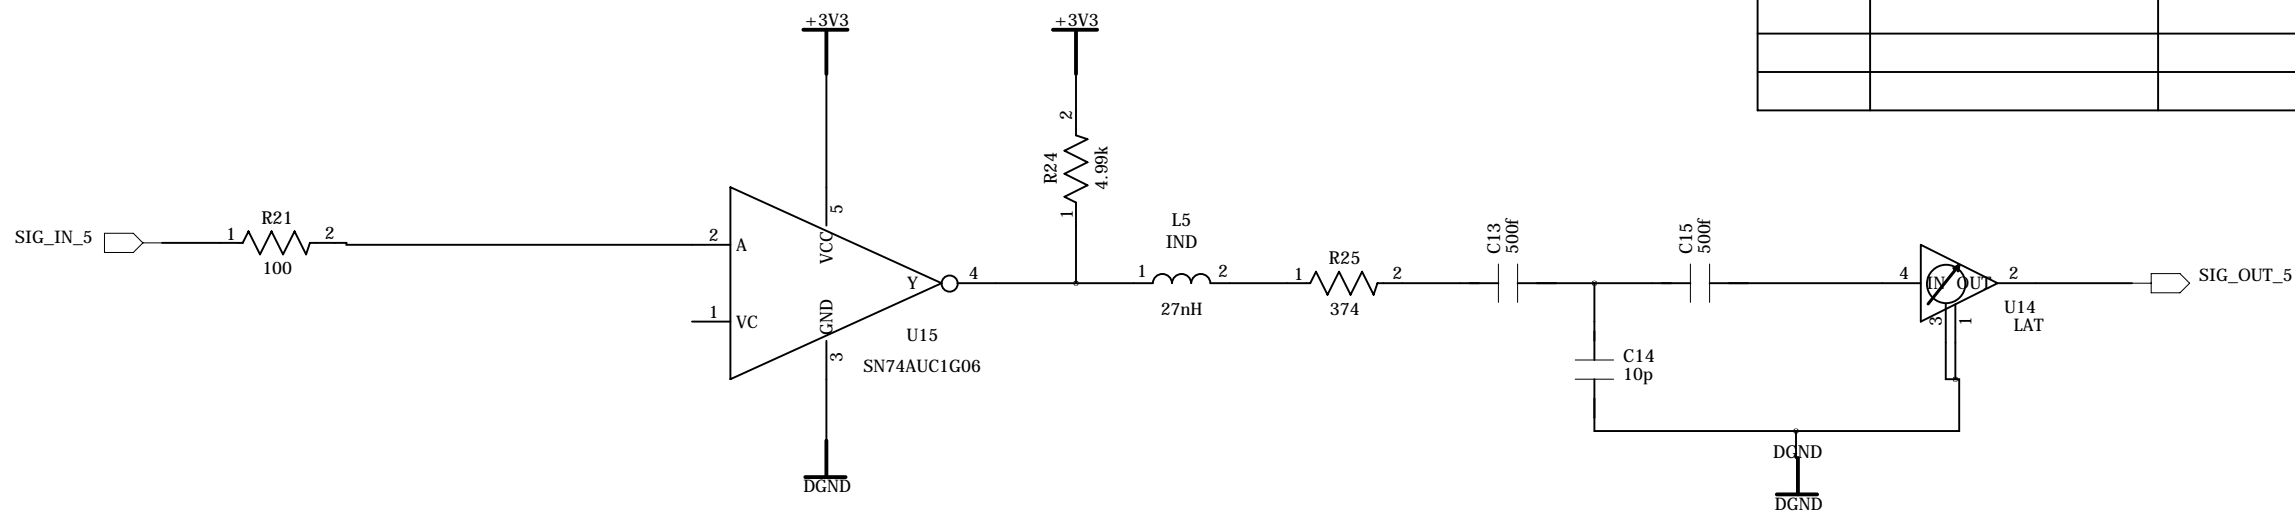 +3V3
+3V3
2
R24
4.99k
1
SIG_IN_5
1
R21
2
100
2
A
5
VCC
Y
4
1
VC
GND
3
U15
SN74AUC1G06
DGND
1
L5
IND
2
27nH
1
R25
2
374
C13
500f
C15
500f
C14
10p
4
IN
OUT
2
3
1
U14
LAT
SIG_OUT_5
DGND
DGND